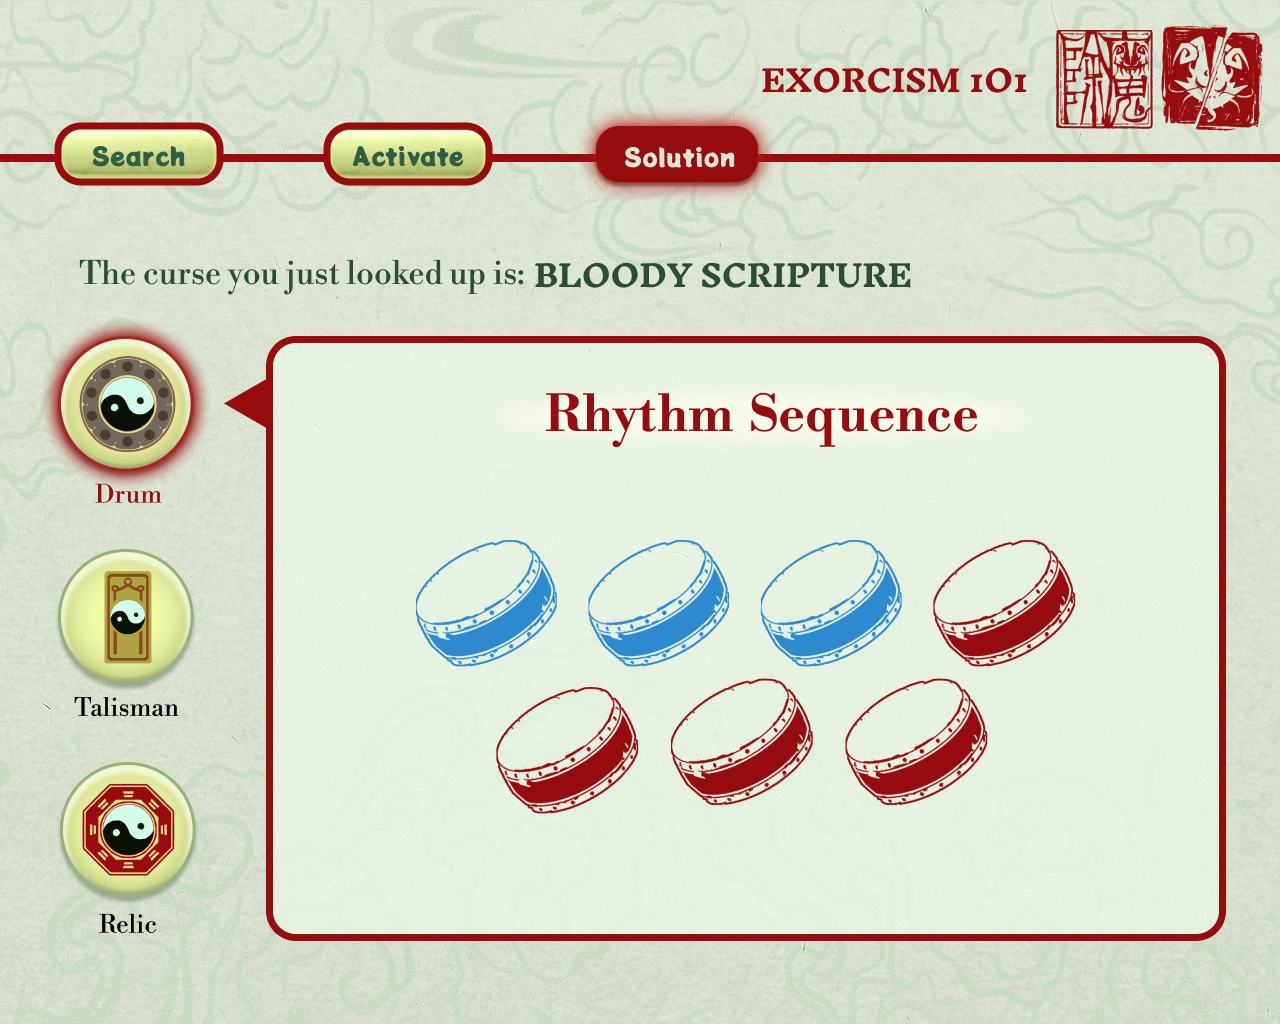 EXORCISM 101
Search
Activate
Solution
The curse you just looked up is: BLOODY SCRIPTURE
Rhythm Sequence
Drum
Talisman
Relic